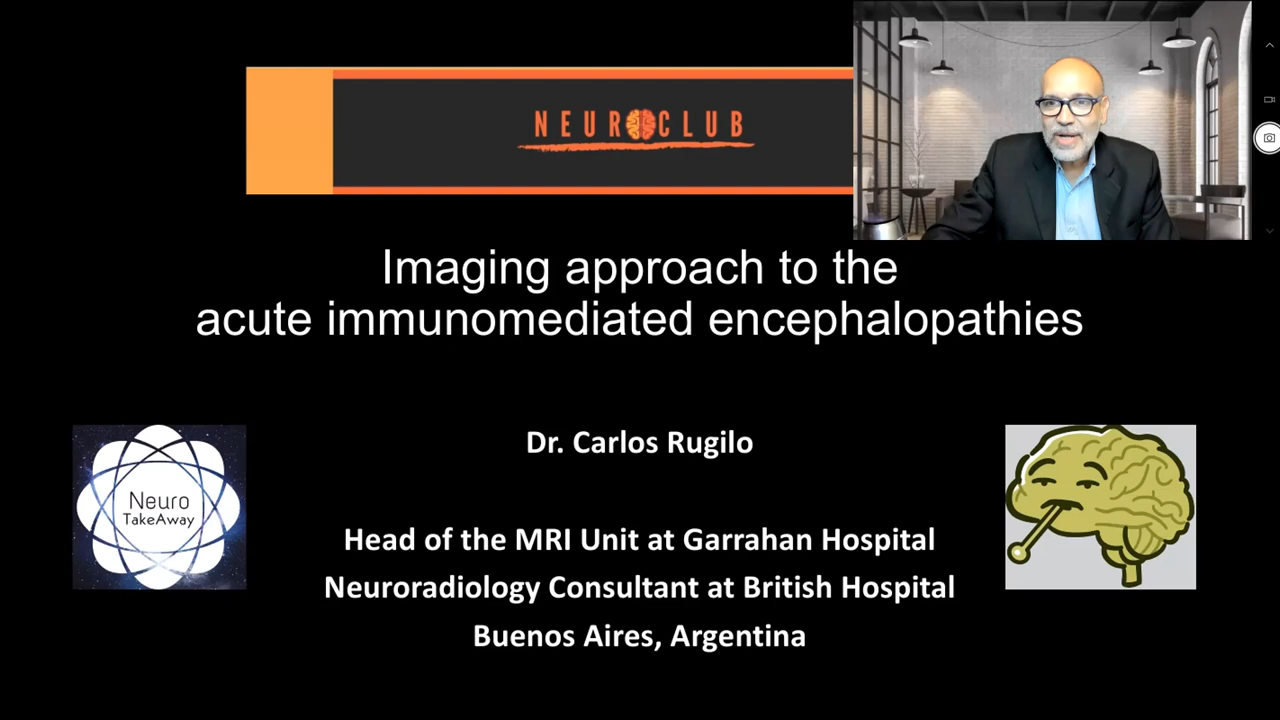 NEUROCLUB
Imaging approach to the
acute immunomediated encephalopathies
Dr. Carlos Rugilo
Neuro
TakeAway
Head of the MRI Unit at Garrahan Hospital
Neuroradiology Consultant at British Hospital
Buenos Aires, Argentina